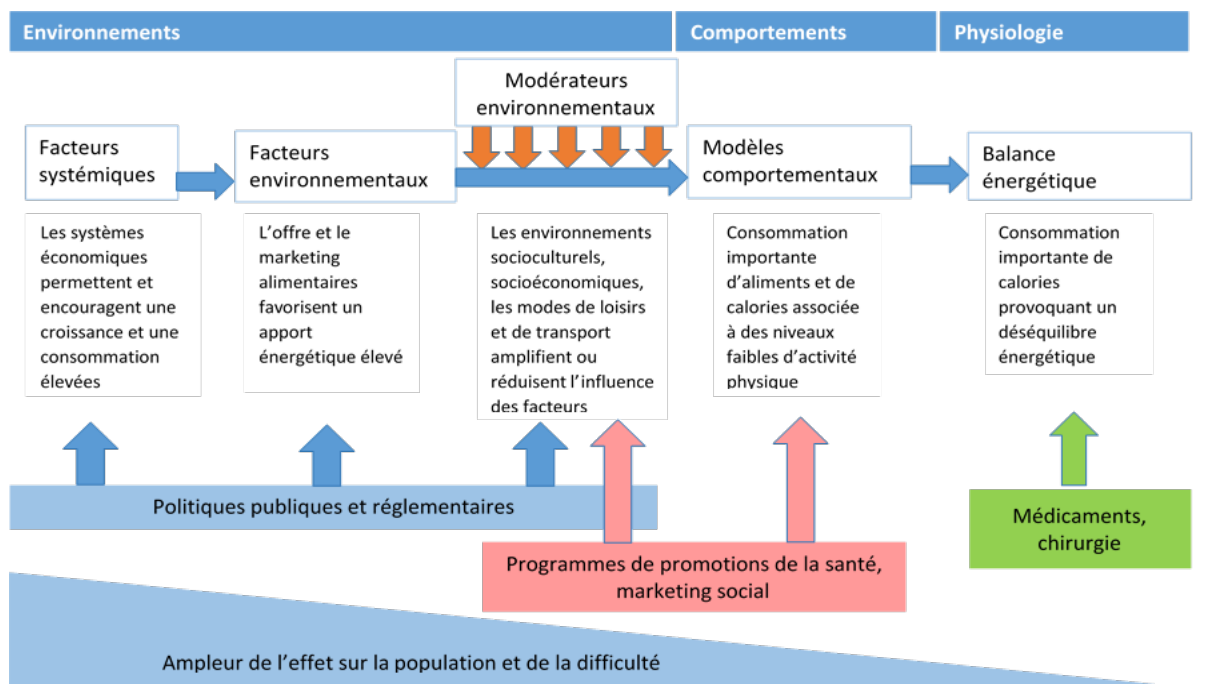 Environnements
Comportements
Physiologie
Modérateurs
environnementaux
Facteurs
systémiques
Facteurs
environnementaux
Modèles
comportementaux
Balance
énergétique
Les systèmes
économiques
permettent et
encouragent une
croissance et une
consommation
élevées
L’offre et le
marketing
alimentaires
favorisent un
apport
énergétique élevé
Les environnements
socioculturels,
socioéconomiques,
les modes de loisirs
et de transport
amplifient ou
réduisent l’influence
des facteurs
Consommation
importante
d’aliments et de
calories associée
à des niveaux
faibles d’activité
physique
Consommation
importante de
calories
provoquant un
déséquilibre
énergétique
Politiques publiques et réglementaires
Programmes de promotions de la santé,
marketing social
Médicaments,
chirurgie
Ampleur de l’effet sur la population et de la difficulté